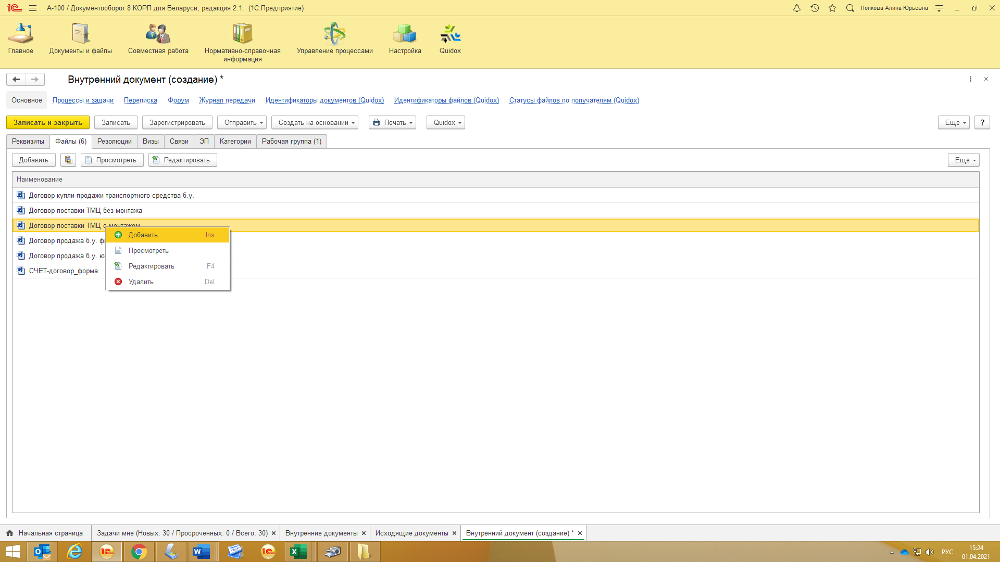 А-100 / Документооборот 8 КОРП для Беларуси, редакция 2.1. (1С:Предприятие)
Попкова Алина Юрьевна
Главное
Документы и файлы
Совместная работа
Нормативно-справочная
информация
Управление процессами
Настройка
Quidox
Внутренний документ (создание) *
Основное
Процессы и задачи
Переписка
Форум
Журнал передачи
Идентификаторы документов (Quidox)
Идентификаторы файлов (Quidox)
Статусы файлов по получателям (Quidox)
Записать и закрыть
Записать
Зарегистрировать
Отправить
Создать на основании
Печать
Quidox
Еще
?
Реквизиты
Файлы (6)
Резолюции
Визы
Связи
ЭП
Категории
Рабочая группа (1)
Добавить
Просмотреть
Редактировать
Еще
Наименование
Договор купли-продажи транспортного средства б.у.
Договор поставки ТМЦ без монтажа
Договор поставки ТМЦ с монтажом
Договор продажа б.у.
Договор продажа б.у.
СЧЕТ-договор_форма
Добавить Ins
Просмотреть
Редактировать F4
Удалить Del
Начальная страница
Задачи мне (Новых: 30 / Просроченных: 0 / Всего: 30)
Внутренние документы
Исходящие документы
Внутренний документ (создание) *
РУС
15:24
01.04.2021